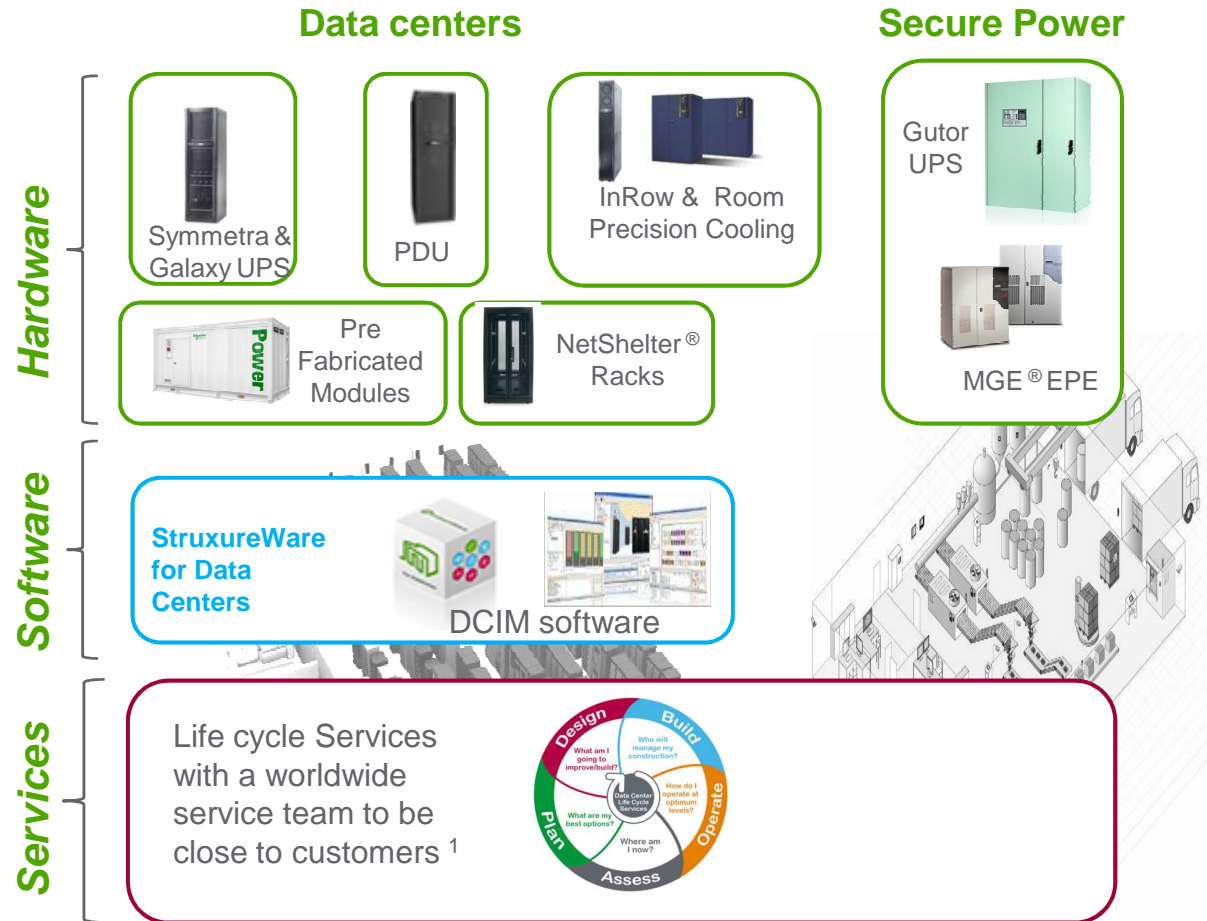 Data centers
Secure Power
Hardware
Symmetra &
Galaxy UPS
PDU
InRow & Room
Precision Cooling
Gutor
UPS
MGE ® EPE
Power
Pre
Fabricated
Modules
NetShelter ®
Racks
Software
StruxureWare
for Data
Centers
DCIM software
Services
Life cycle Services
with a worldwide
service team to be
close to customers 1
Design
What am I
going to
improve/build?
Build
Who will
manage my
construction?
Operate
How do I
operate at
optimum
levels?
Assess
Where am
I now?
Plan
What are my
best options?
Data Center
Life Cycle
Services